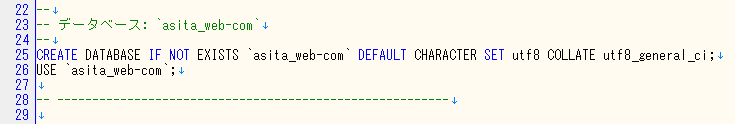 22 --↓
23 -- データベース: `asita_web-com`↓
24 --↓
25 CREATE DATABASE IF NOT EXISTS `asita_web-com` DEFAULT CHARACTER SET utf8 COLLATE utf8_general_ci;↓
26 USE `asita_web-com`;↓
27 ↓
28 -- --------------------------------------------------------↓
29 ↓